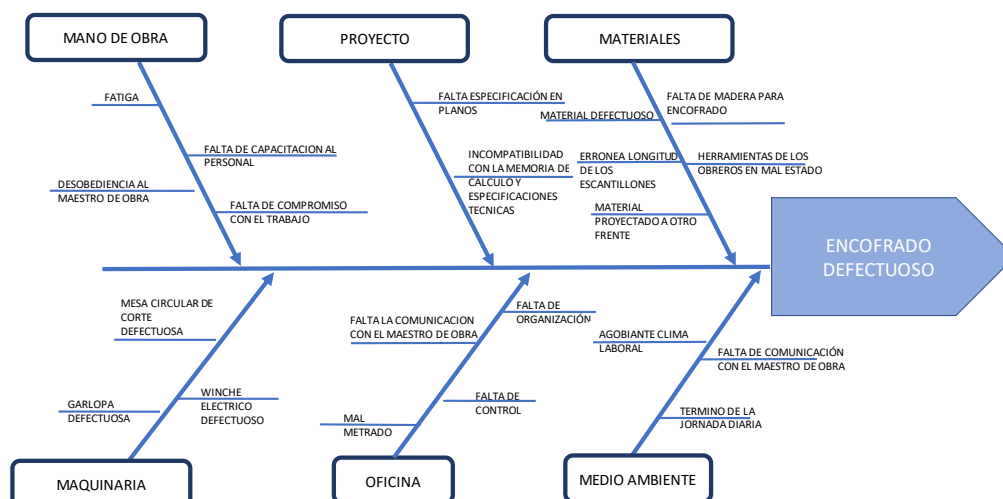 MANO DE OBRA
PROYECTO
MATERIALES
FATIGA
FALTA DE CAPACITACION AL
PERSONAL
DESOBEDIENCIA AL
MAESTRO DE OBRA
FALTA DE COMPROMISO
CON EL TRABAJO
FALTA ESPECIFICACIÓN EN
PLANOS
INCOMPATIBILIDAD
CON LA MEMORIA DE
CALCULO Y
ESPECIFICACIONES
TECNICAS
MATERIAL DEFECTUOSO
FALTA DE MADERA PARA
ENCOFRADO
ERRONEA LONGITUD
DE LOS
ESCANTILLONES
HERRAMIENTAS DE LOS
OBREROS EN MAL ESTADO
MATERIAL
PROYECTADO A OTRO
FRENTE
ENCOFRADO
DEFECTUOSO
MESA CIRCULAR DE
CORTE
DEFECTUOSA
GARLOPA
DEFECTUOSA
WINCHE
ELECTRICO
DEFECTUOSO
FALTA LA COMUNICACION
CON EL MAESTRO DE OBRA
FALTA DE
ORGANIZACIÓN
MAL
METRADO
FALTA DE
CONTROL
AGOBIANTE CLIMA
LABORAL
FALTA DE COMUNICACIÓN
CON EL MAESTRO DE OBRA
TERMINO DE LA
JORNADA DIARIA
MAQUINARIA
OFICINA
MEDIO AMBIENTE